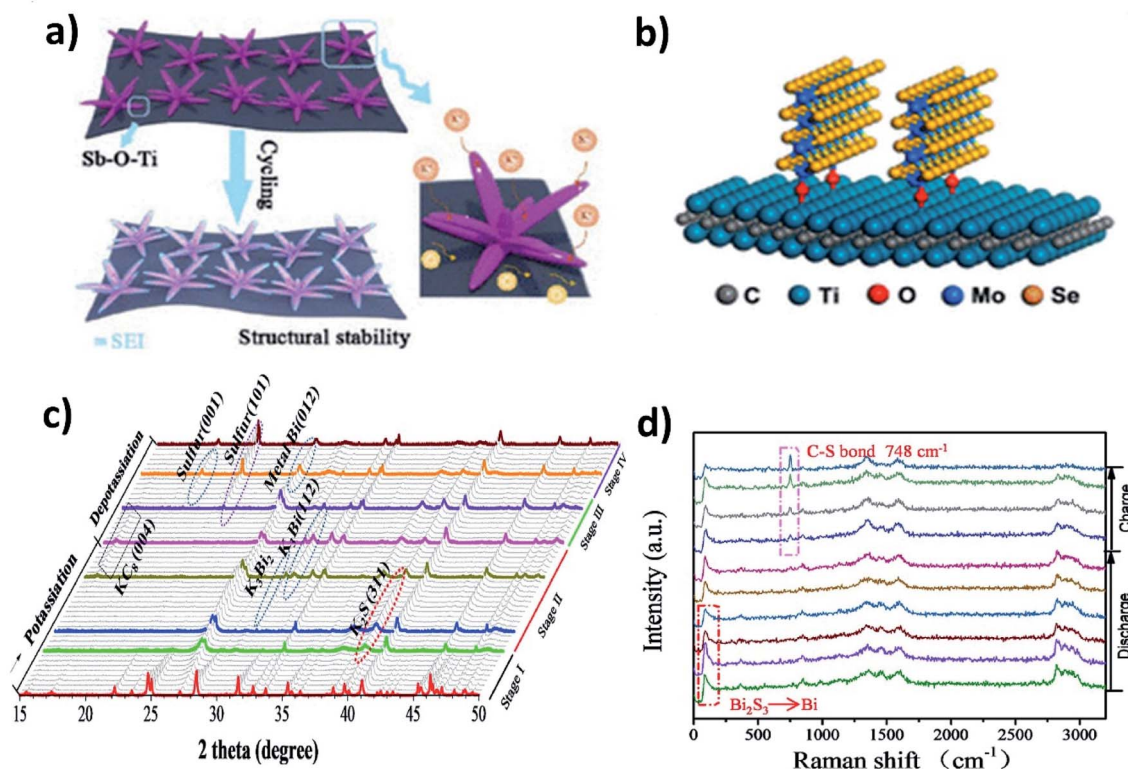 a)
Sb-O-Ti
Cycling
K+
K+
K+
K+
K+
= SEI
Structural stability
b)
C Ti O Mo Se
c)
Depotassiation
Potassiation
Sulfur(001)
Sulfur(101)
Metal Bi(012)
KC8 (004)
K3Bi2
K3Bi(112)
K2S (311)
Stage I
Stage II
Stage III
Stage IV
15 20 25 30 35 40 45 50
2 theta (degree)
d)
C-S bond 748 cm⁻¹
Intensity (a.u.)
Charge
Discharge
Bi₂S₃→Bi
0 500 1000 1500 2000 2500 3000
Raman shift （cm⁻¹）